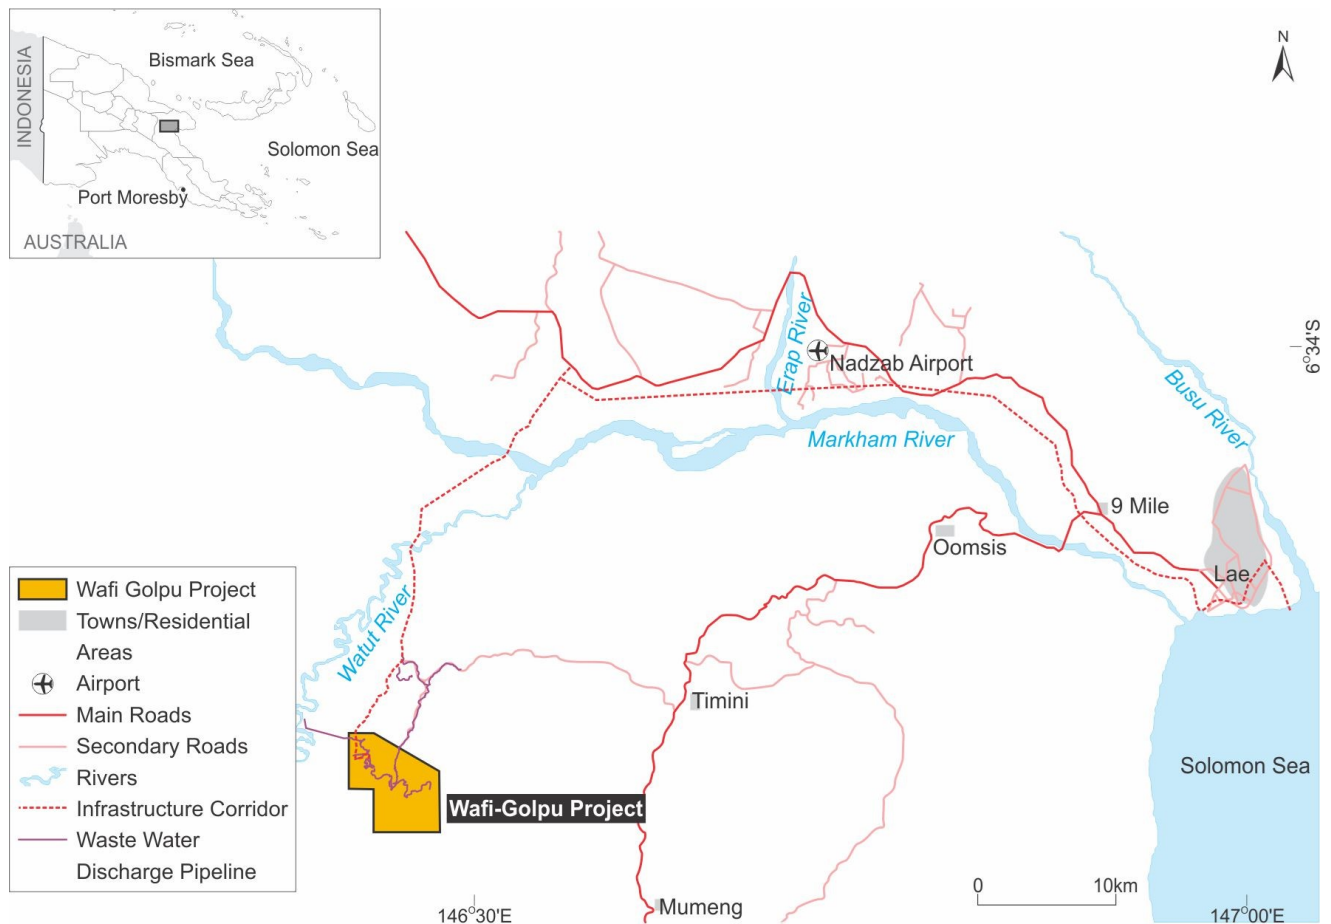 INDONESIA
Bismark Sea
Solomon Sea
Port Moresby
AUSTRALIA
N
6°34'S
Erap River
Nadzab Airport
Busu River
Markham River
9 Mile
Oomsis
Lae
Watut River
Timini
Solomon Sea
Wafi-Golpu Project
Mumeng
Wafi Golpu Project
Towns/Residential
Areas
Airport
Main Roads
Secondary Roads
Rivers
Infrastructure Corridor
Waste Water
Discharge Pipeline
0 10km
146°30'E
147°00'E